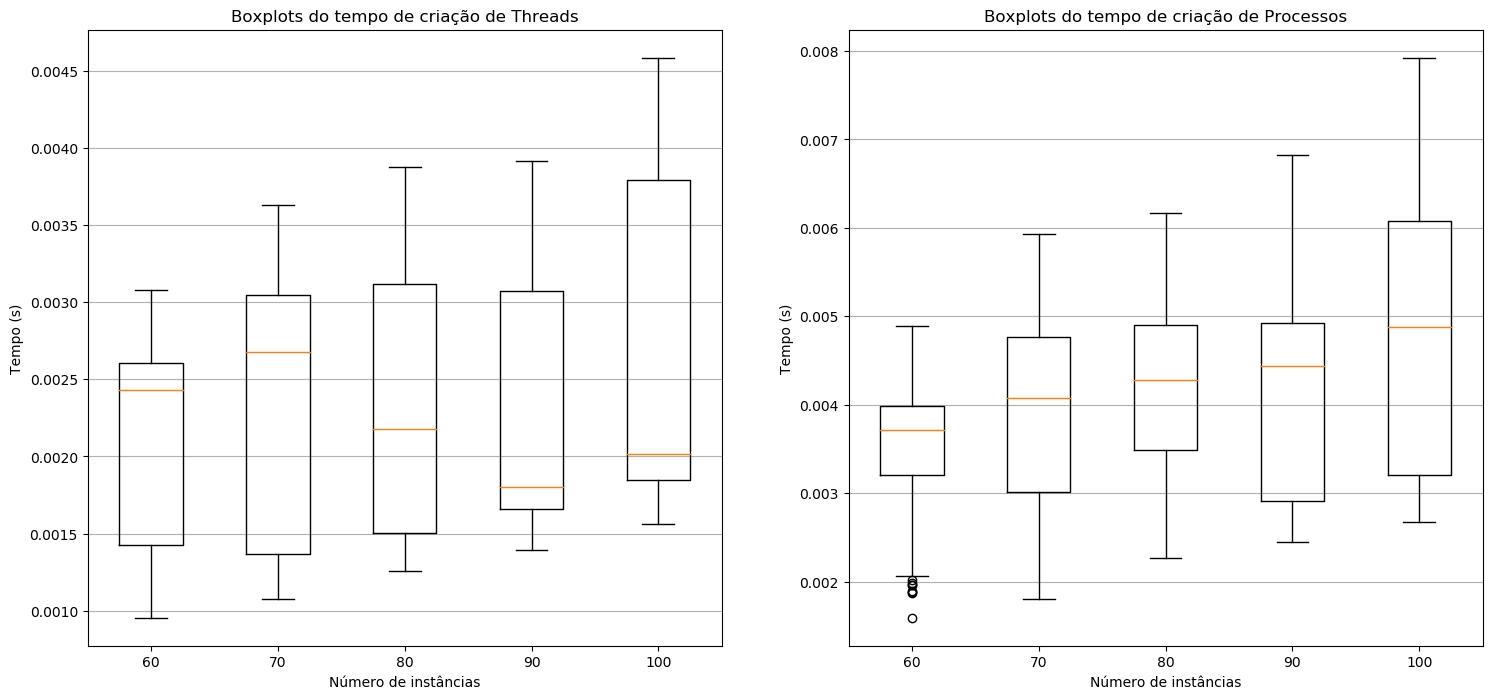 Boxplots do tempo de criação de Threads
0.0045
0.0040
0.0035
0.0030
0.0025
0.0020
0.0015
0.0010
Tempo (s)
60 70 80 90 100
Número de instâncias
Boxplots do tempo de criação de Processos
0.008
0.007
0.006
0.005
0.004
0.003
0.002
Tempo (s)
60 70 80 90 100
Número de instâncias